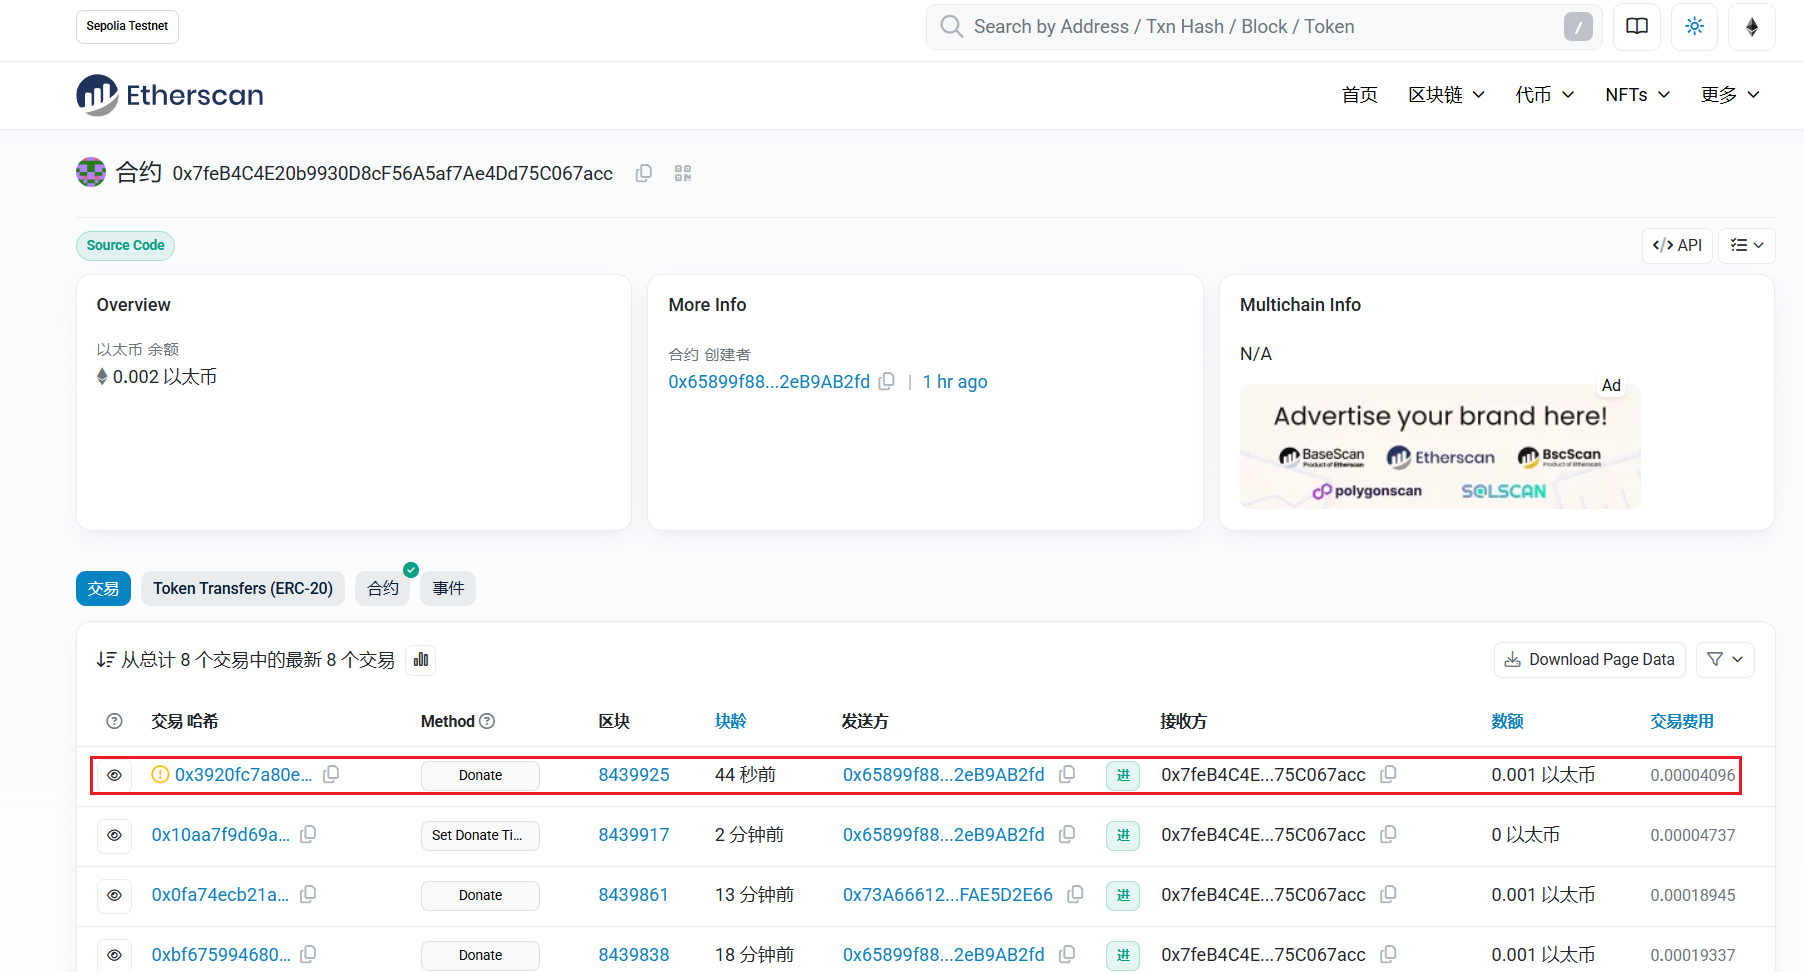 Sepolia Testnet
Search by Address / Txn Hash / Block / Token
/
Etherscan
首页 区块链 代币 NFTs 更多
合约 0x7feB4C4E20b9930D8cF56A5af7Ae4Dd75C067acc
Source Code
</> API
Overview
以太币 余额
0.002 以太币
More Info
合约 创建者
0x65899f88...2eB9AB2fd | 1 hr ago
Multichain Info
N/A
Ad
Advertise your brand here!
BaseScan Etherscan BscScan
Product of Etherscan Product of Etherscan
polygonscan SOLSCAN
交易 Token Transfers (ERC-20) 合约 事件
从总计 8 个交易中的最新 8 个交易
Download Page Data
交易 哈希 Method 区块 块龄 发送方 接收方 数额 交易费用
0x3920fc7a80e... Donate 8439925 44 秒前 0x65899f88...2eB9AB2fd 进 0x7feB4C4E...75C067acc 0.001 以太币 0.00004096
0x10aa7f9d69a... Set Donate Ti... 8439917 2 分钟前 0x65899f88...2eB9AB2fd 进 0x7feB4C4E...75C067acc 0 以太币 0.00004737
0x0fa74ecb21a... Donate 8439861 13 分钟前 0x73A66612...FAE5D2E66 进 0x7feB4C4E...75C067acc 0.001 以太币 0.00018945
0xbf675994680... Donate 8439838 18 分钟前 0x65899f88...2eB9AB2fd 进 0x7feB4C4E...75C067acc 0.001 以太币 0.00019337